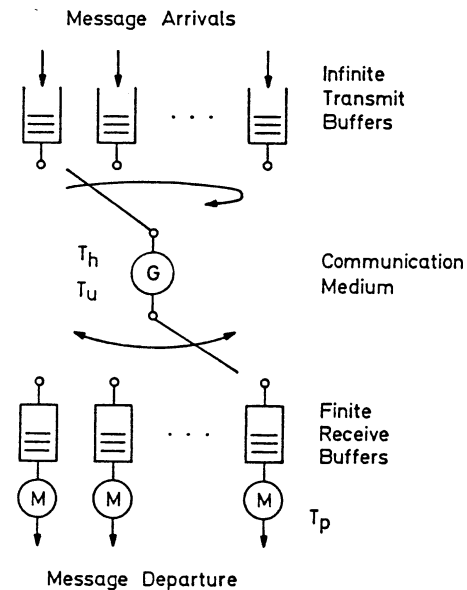 Message Arrivals
Infinite
Transmit
Buffers
. . .
T_h
T_u
G
Communication
Medium
Finite
Receive
Buffers
. . .
M M M
T_p
Message Departure